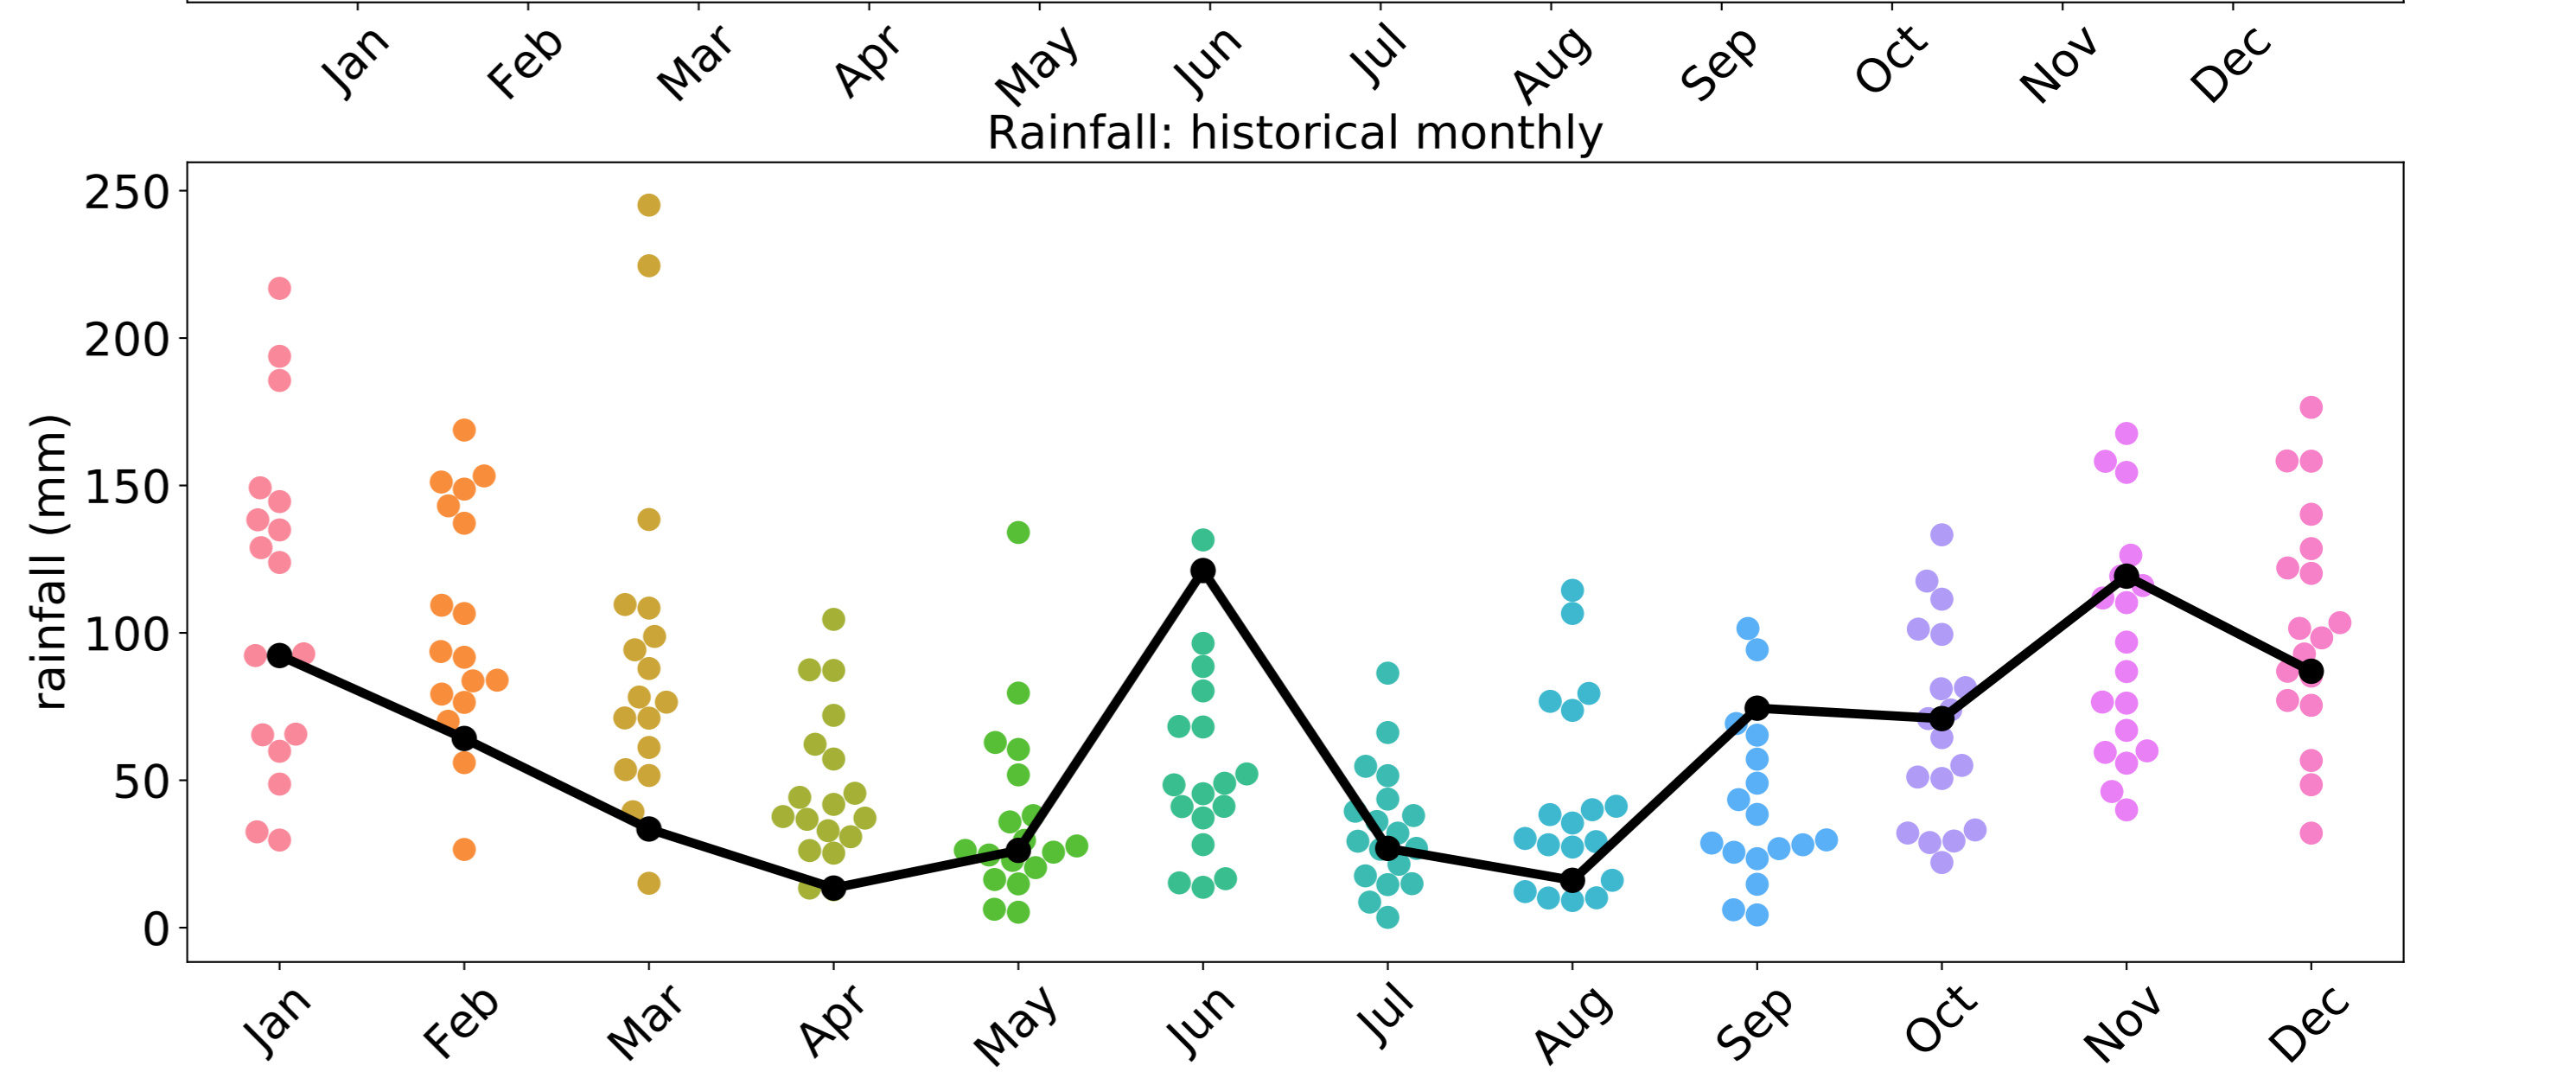 Jan Feb Mar Apr May Jun Jul Aug Sep Oct Nov Dec
Rainfall: historical monthly
rainfall (mm)
250
200
150
100
50
0
Jan Feb Mar Apr May Jun Jul Aug Sep Oct Nov Dec